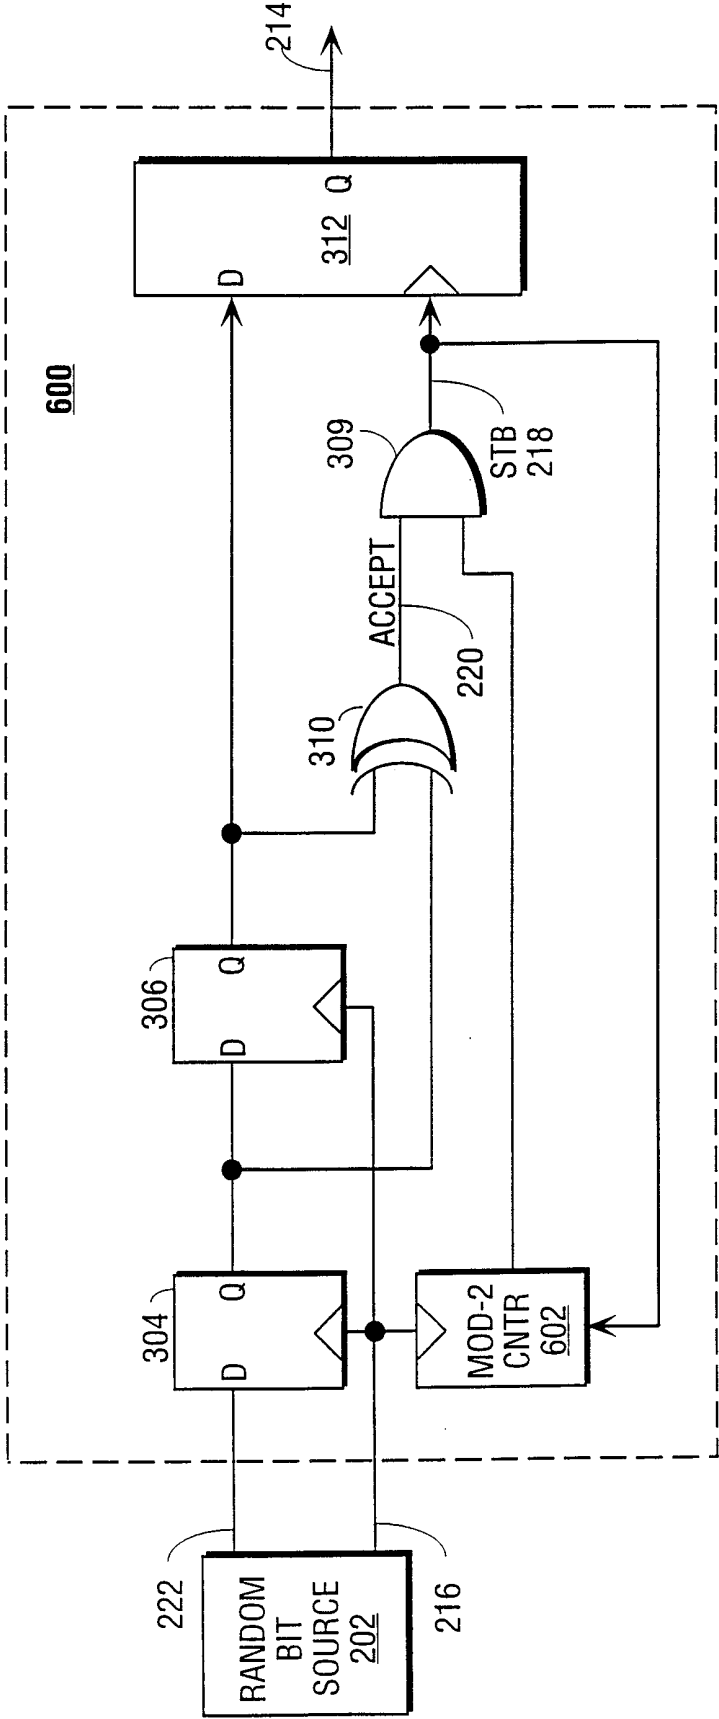 600
RANDOM
BIT
SOURCE
202
222
216
304
D
Q
306
D
Q
MOD-2
CNTR
602
310
ACCEPT
220
309
STB
218
D
Q
312
214